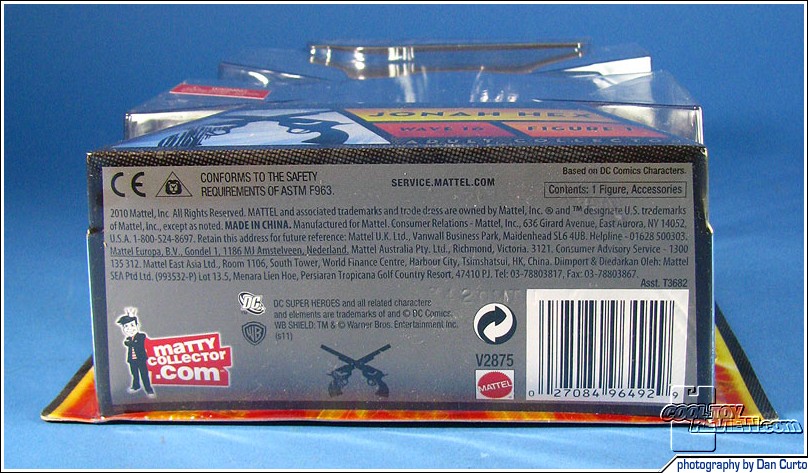 JONAH HEX
WAVE 16 FIGURE 1
ADULT COLLECTOR
CE
CONFORMS TO THE SAFETY
REQUIREMENTS OF ASTM F963.
SERVICE.MATTEL.COM
Based on DC Comics Characters.
Contents: 1 Figure, Accessories
2010 Mattel, Inc. All Rights Reserved. MATTEL and associated trademarks and trade dress are owned by Mattel, Inc. ® and ™ designate U.S. trademarks
of Mattel, Inc., except as noted. MADE IN CHINA. Manufactured for Mattel. Consumer Relations - Mattel, Inc., 636 Girard Avenue, East Aurora, NY 14052,
U.S.A. 1-800-524-8697. Retain this address for future reference: Mattel U.K. Ltd., Vanwall Business Park, Maidenhead SL6 4UB. Helpline - 01628 500303.
Mattel Europa, B.V., Gondel 1, 1186 MJ Amstelveen, Nederland. Mattel Australia Pty. Ltd., Richmond, Victoria. 3121. Consumer Advisory Service - 1300
135 312. Mattel East Asia Ltd., Room 1106, South Tower, World Finance Centre, Harbour City, Tsimshatsui, HK, China. Diimport & Diedarkan Oleh: Mattel
SEA Ptd Ltd. (993532-P) Lot 13.5, Menara Lien Hoe, Persiaran Tropicana Golf Country Resort, 47410 PJ. Tel: 03-78803817, Fax: 03-78803867.
Asst. T3682
DC
DC SUPER HEROES and all related characters
and elements are trademarks of and © DC Comics.
WB SHIELD: TM & © Warner Bros. Entertainment Inc.
(s11)
WB
MATTY
COLLECTOR
.COM™
V2875
MATTEL
0 27084 96492 9
COOLTOY
REVIEW.com
photography by Dan Curto